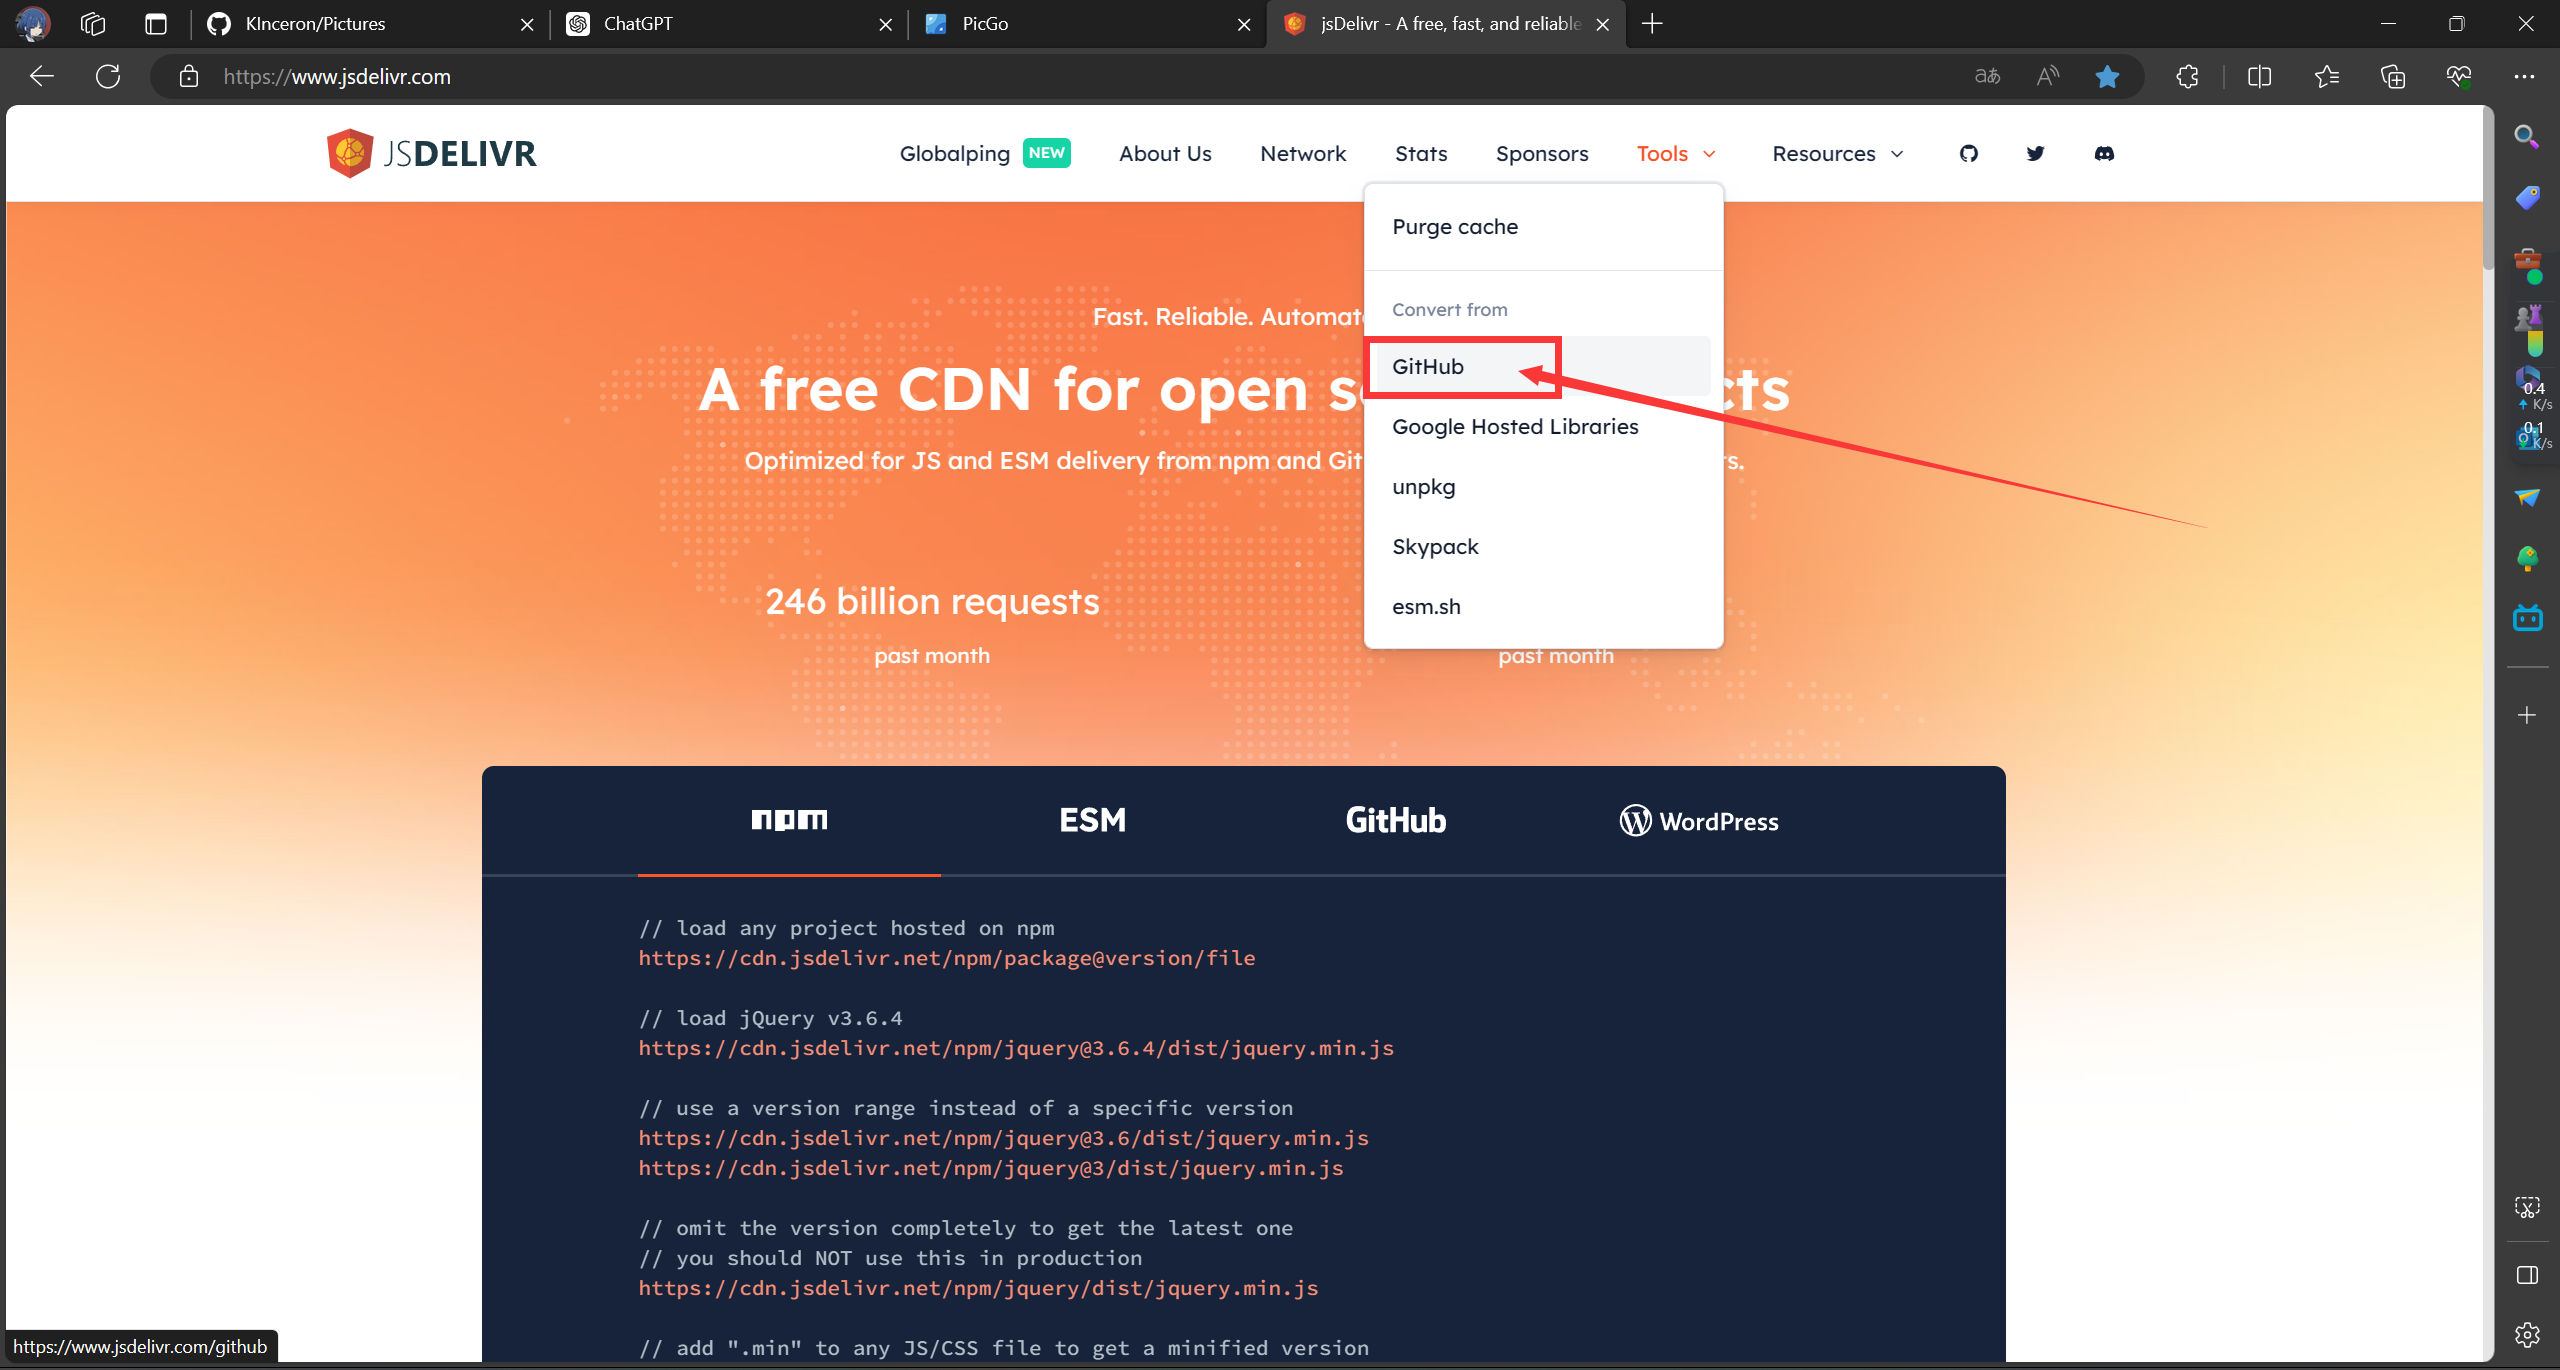 KInceron/Pictures
ChatGPT
PicGo
jsDelivr - A free, fast, and reliable
https://www.jsdelivr.com
JSDELIVR
Globalping NEW
About Us
Network
Stats
Sponsors
Tools
Resources
Purge cache
Convert from
GitHub
Google Hosted Libraries
unpkg
Skypack
esm.sh
Fast. Reliable. Automat
A free CDN for open s cts
Optimized for JS and ESM delivery from npm and Git s.
246 billion requests
past month
past month
0.4
K/s
0.1
K/s
npm
ESM
GitHub
WordPress
// load any project hosted on npm
https://cdn.jsdelivr.net/npm/package@version/file
// load jQuery v3.6.4
https://cdn.jsdelivr.net/npm/jquery@3.6.4/dist/jquery.min.js
// use a version range instead of a specific version
https://cdn.jsdelivr.net/npm/jquery@3.6/dist/jquery.min.js
https://cdn.jsdelivr.net/npm/jquery@3/dist/jquery.min.js
// omit the version completely to get the latest one
// you should NOT use this in production
https://cdn.jsdelivr.net/npm/jquery/dist/jquery.min.js
// add ".min" to any JS/CSS file to get a minified version
https://www.jsdelivr.com/github